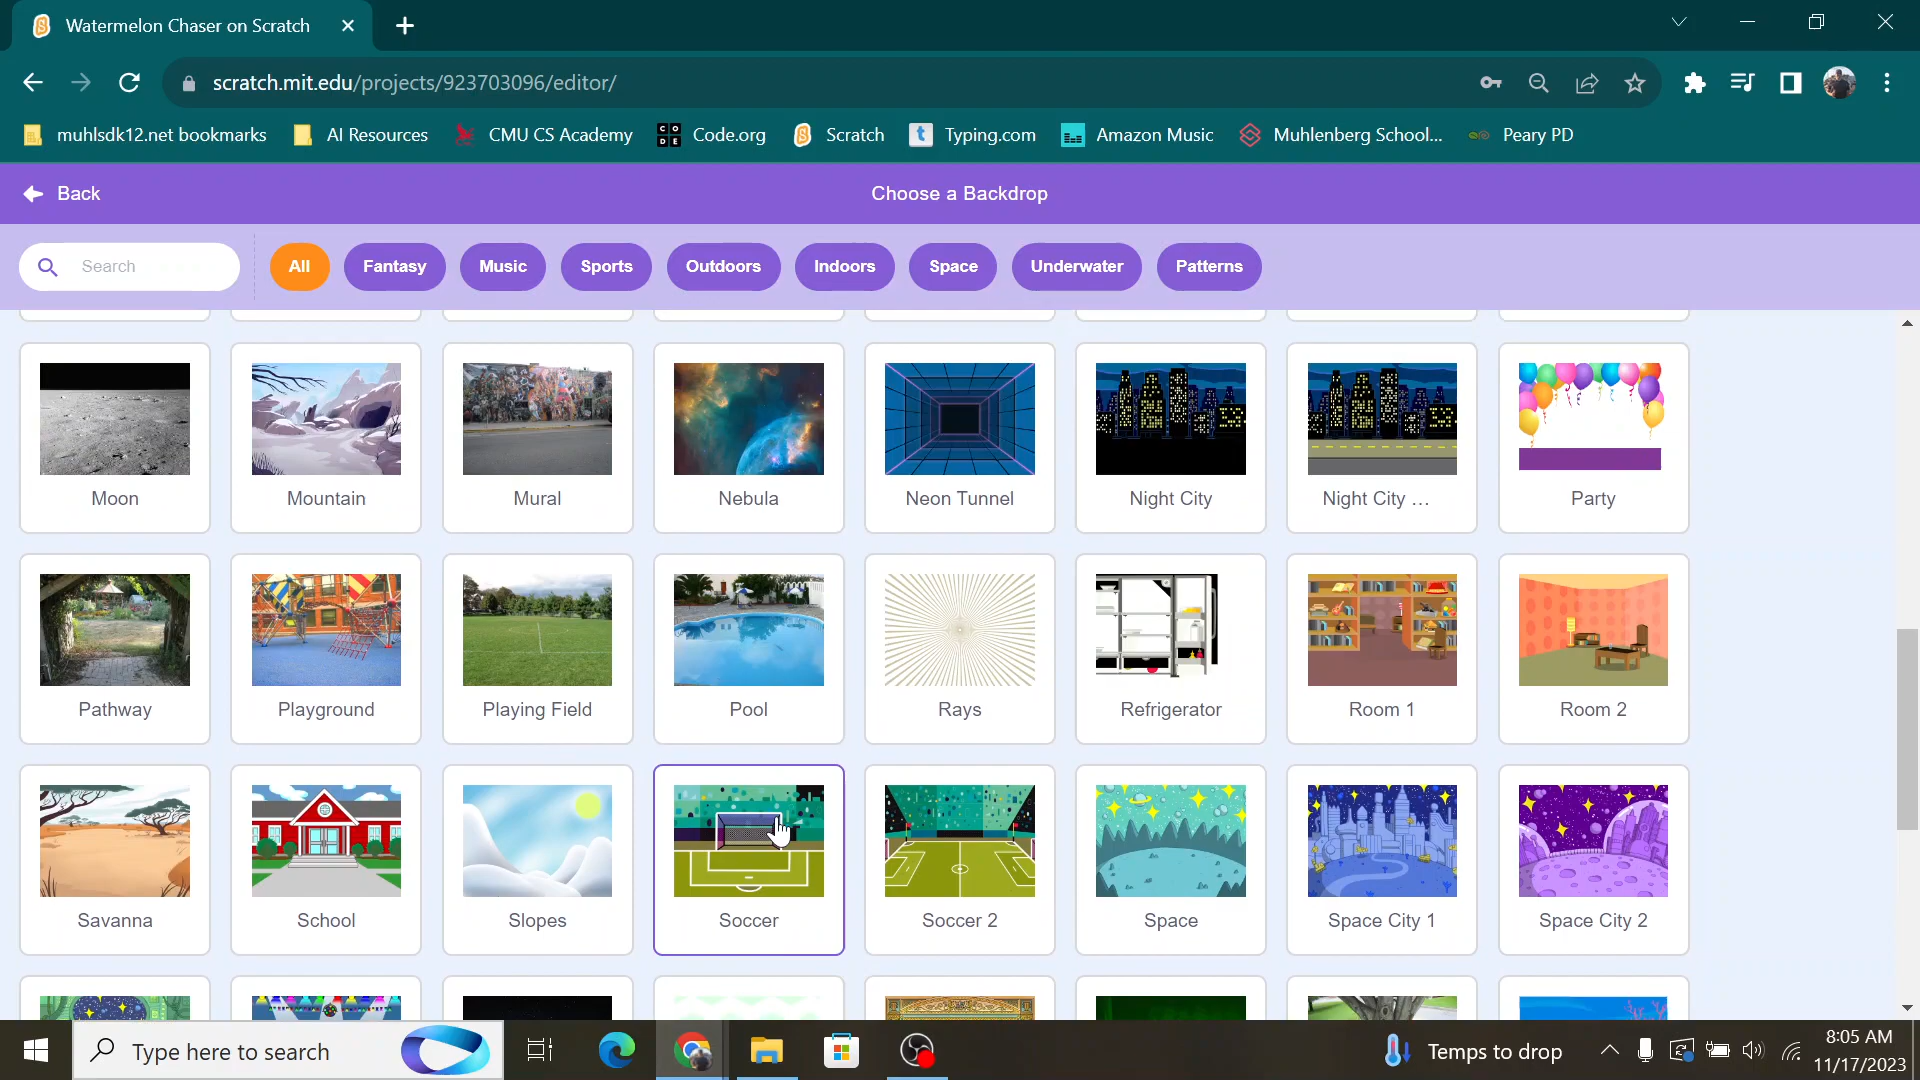 Watermelon Chaser on Scratch
scratch.mit.edu/projects/923703096/editor/
muhlsdk12.net bookmarks AI Resources CMU CS Academy CODE Code.org Scratch t Typing.com Amazon Music Muhlenberg School... Peary PD
Back Choose a Backdrop
Search All Fantasy Music Sports Outdoors Indoors Space Underwater Patterns
Moon Mountain Mural Nebula Neon Tunnel Night City Night City ... Party
Pathway Playground Playing Field Pool Rays Refrigerator Room 1 Room 2
Savanna School Slopes Soccer Soccer 2 Space Space City 1 Space City 2
Type here to search Temps to drop 8:05 AM
11/17/2023